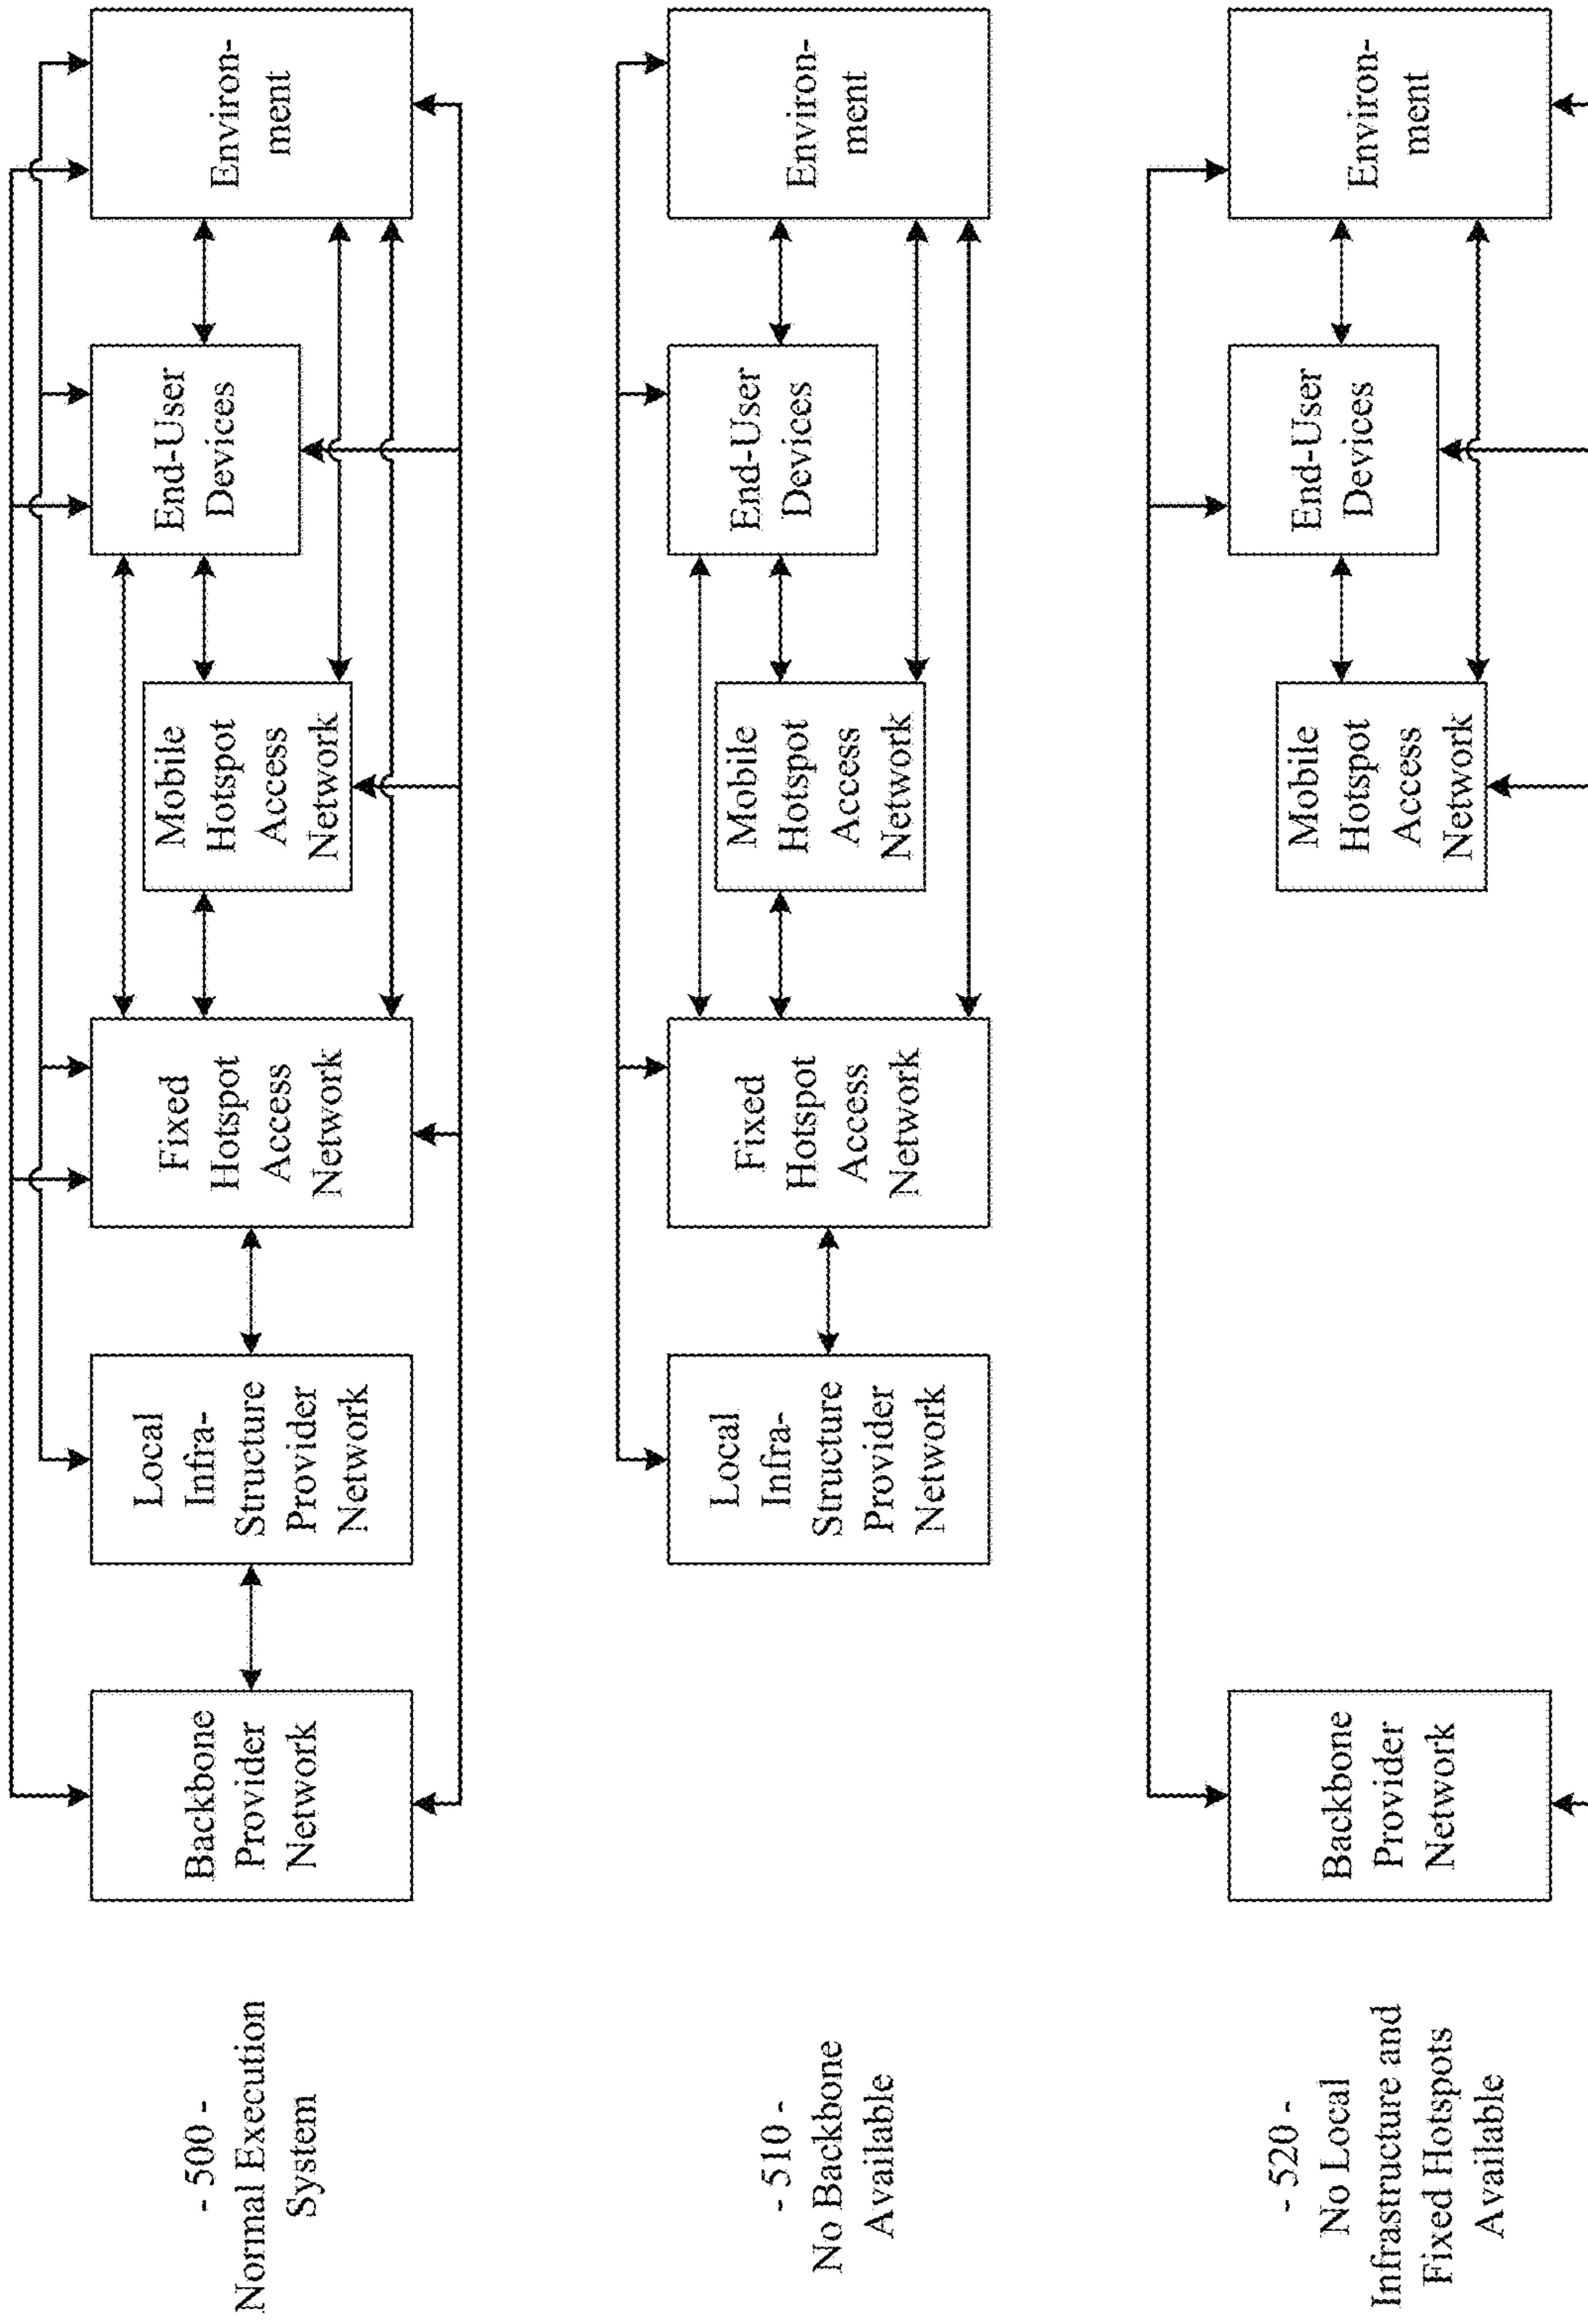 - 500 -
Normal Execution
System
Backbone
Provider
Network
Local
Infra-
Structure
Provider
Network
Fixed
Hotspot
Access
Network
Mobile
Hotspot
Access
Network
End-User
Devices
Environ-
ment
- 510 -
No Backbone
Available
Local
Infra-
Structure
Provider
Network
Fixed
Hotspot
Access
Network
Mobile
Hotspot
Access
Network
End-User
Devices
Environ-
ment
- 520 -
No Local
Infrastructure and
Fixed Hotspots
Available
Backbone
Provider
Network
Mobile
Hotspot
Access
Network
End-User
Devices
Environ-
ment